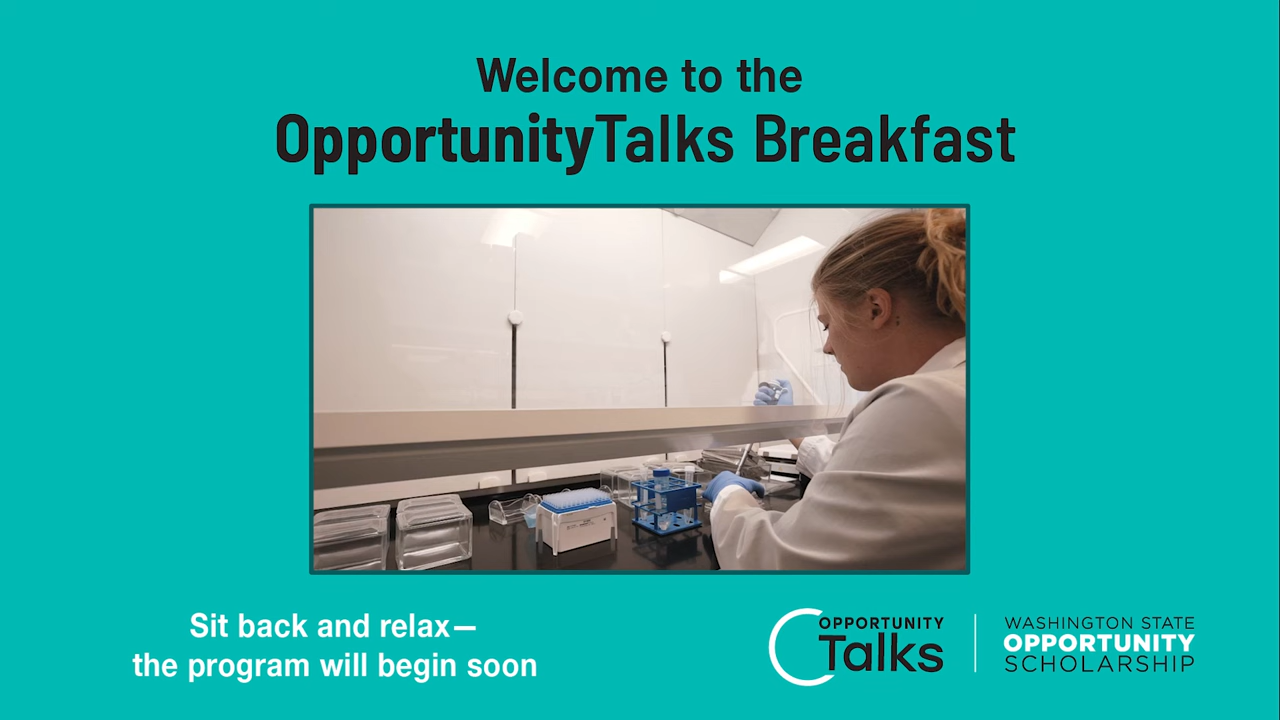 Welcome to the
OpportunityTalks Breakfast
Sit back and relax—
the program will begin soon
OPPORTUNITY
Talks
WASHINGTON STATE
OPPORTUNITY
SCHOLARSHIP